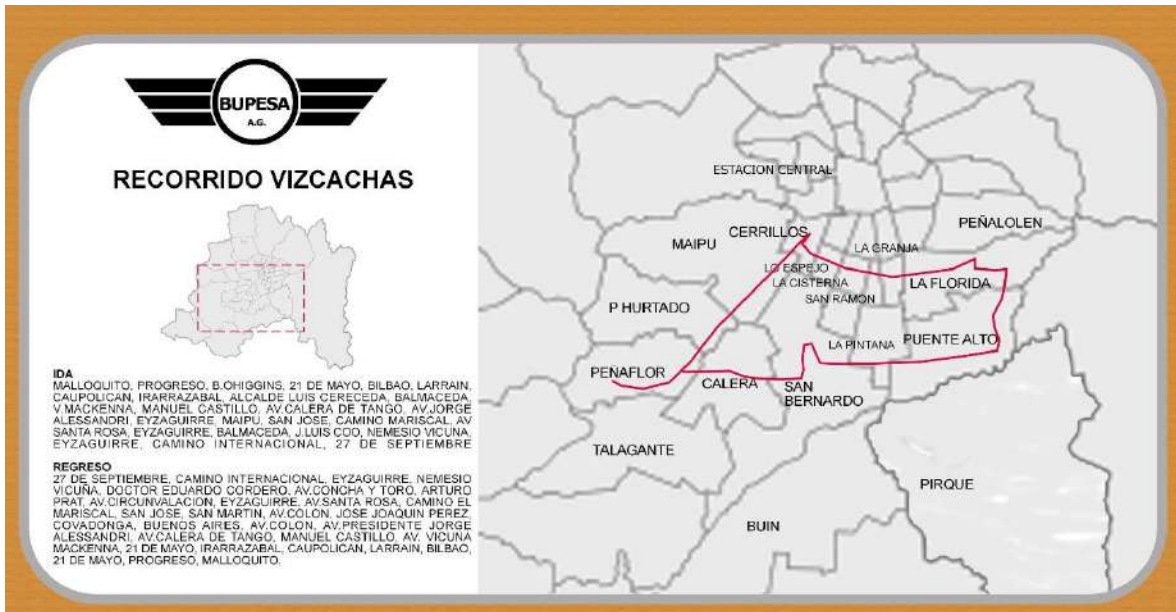 BUPESA
A.G.
RECORRIDO VIZCACHAS
IDA
MALLOQUITO, PROGRESO, B.OHIGGINS, 21 DE MAYO, BILBAO, LARRAIN,
CAUPOLICAN, IRARRAZABAL, ALCALDE LUIS CERECEDA, BALMACEDA,
V.MACKENNA, MANUEL CASTILLO, AV.CALERA DE TANGO, AV.JORGE
ALESSANDRI, EYZAGUIRRE, MAIPU, SAN JOSE, CAMINO MARISCAL, AV
SANTA ROSA, EYZAGUIRRE, BALMACEDA, J.LUIS COO, NEMESIO VICUNA,
EYZAGUIRRE, CAMINO INTERNACIONAL, 27 DE SEPTIEMBRE
REGRESO
27 DE SEPTIEMBRE, CAMINO INTERNACIONAL, EYZAGUIRRE, NEMESIO
VICUÑA, DOCTOR EDUARDO CORDERO, AV.CONCHA Y TORO, ARTURO
PRAT, AV.CIRCUNVALACION, EYZAGUIRRE, AV.SANTA ROSA, CAMINO EL
MARISCAL, SAN JOSE, SAN MARTIN, AV.COLON, JOSE JOAQUIN PEREZ,
COVADONGA, BUENOS AIRES, AV.COLON, AV.PRESIDENTE JORGE
ALESSANDRI, AV.CALERA DE TANGO, MANUEL CASTILLO, AV. VICUNA
MACKENNA, 21 DE MAYO, IRARRAZABAL, CAUPOLICAN, LARRAIN, BILBAO,
21 DE MAYO, PROGRESO, MALLOQUITO.
ESTACION CENTRAL
PEÑALOLEN
CERRILLOS
MAIPU
LA GRANJA
LO ESPEJO
LA CISTERNA
LA FLORIDA
SAN RAMON
P HURTADO
PUENTE ALTO
LA PINTANA
PEÑAFLOR
CALERA
SAN
BERNARDO
TALAGANTE
PIRQUE
BUIN